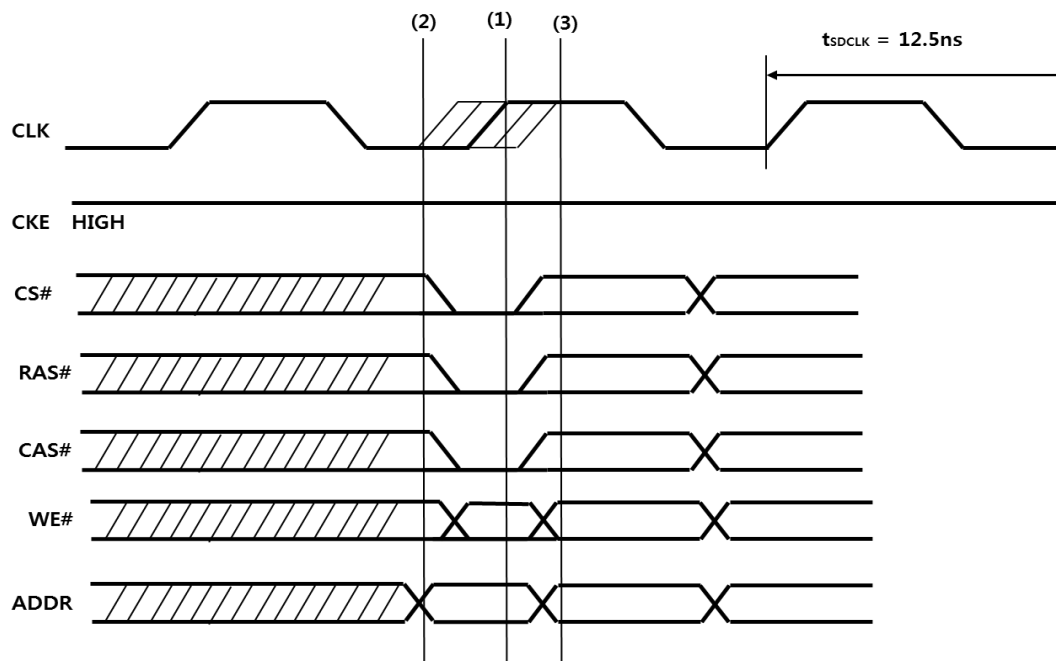 (2) (1) (3)
tSDCLK = 12.5ns
CLK
CKE HIGH
CS#
RAS#
CAS#
WE#
ADDR